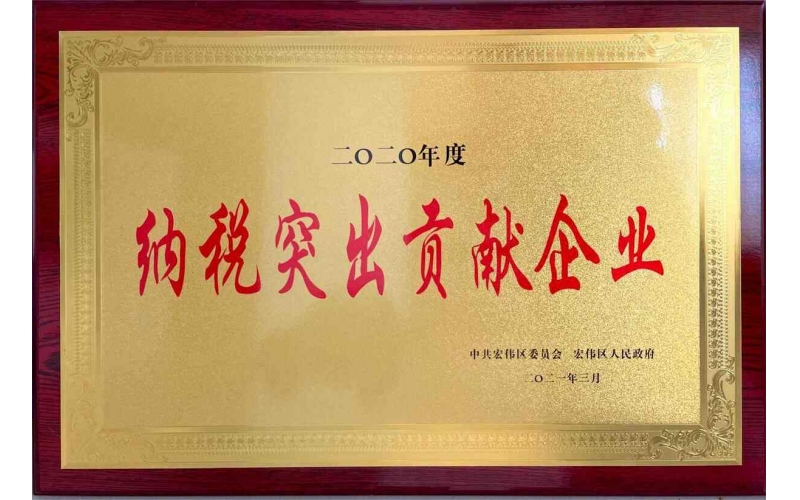 二〇二〇年度
纳税突出贡献企业
中共宏伟区委员会 宏伟区人民政府
二〇二一年三月